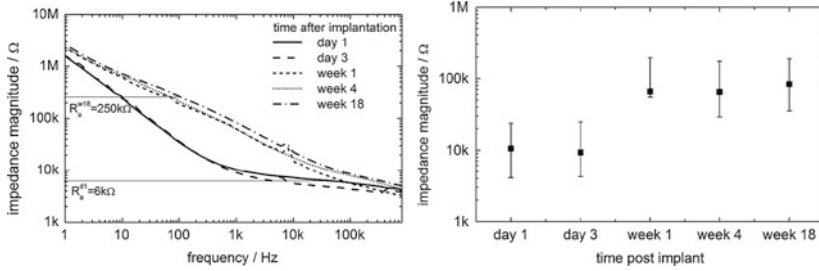 impedance magnitude / Ω
10M
1M
100k
10k
1k
1 10 100 1k 10k 100k
frequency / Hz
time after implantation
day 1
day 3
week 1
week 4
week 18
R_a^w18=250kΩ
R_a^d1=6kΩ
impedance magnitude / Ω
1M
100k
10k
1k
day 1 day 3 week 1 week 4 week 18
time post implant